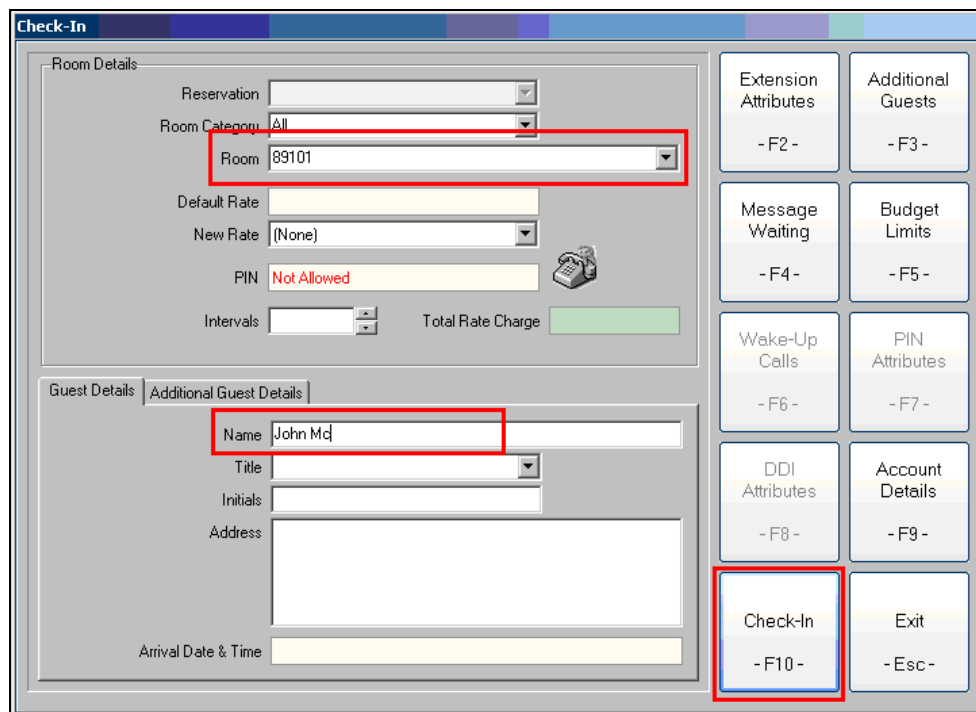 Check-In
Room Details
Reservation
Room Category All
Room 89101
Default Rate
New Rate (None)
PIN Not Allowed
Intervals Total Rate Charge
Guest Details Additional Guest Details
Name John Mc
Title
Initials
Address
Arrival Date & Time
Extension
Attributes
- F2 -
Additional
Guests
- F3 -
Message
Waiting
- F4 -
Budget
Limits
- F5 -
Wake-Up
Calls
- F6 -
PIN
Attributes
- F7 -
DDI
Attributes
- F8 -
Account
Details
- F9 -
Check-In
- F10 -
Exit
- Esc -